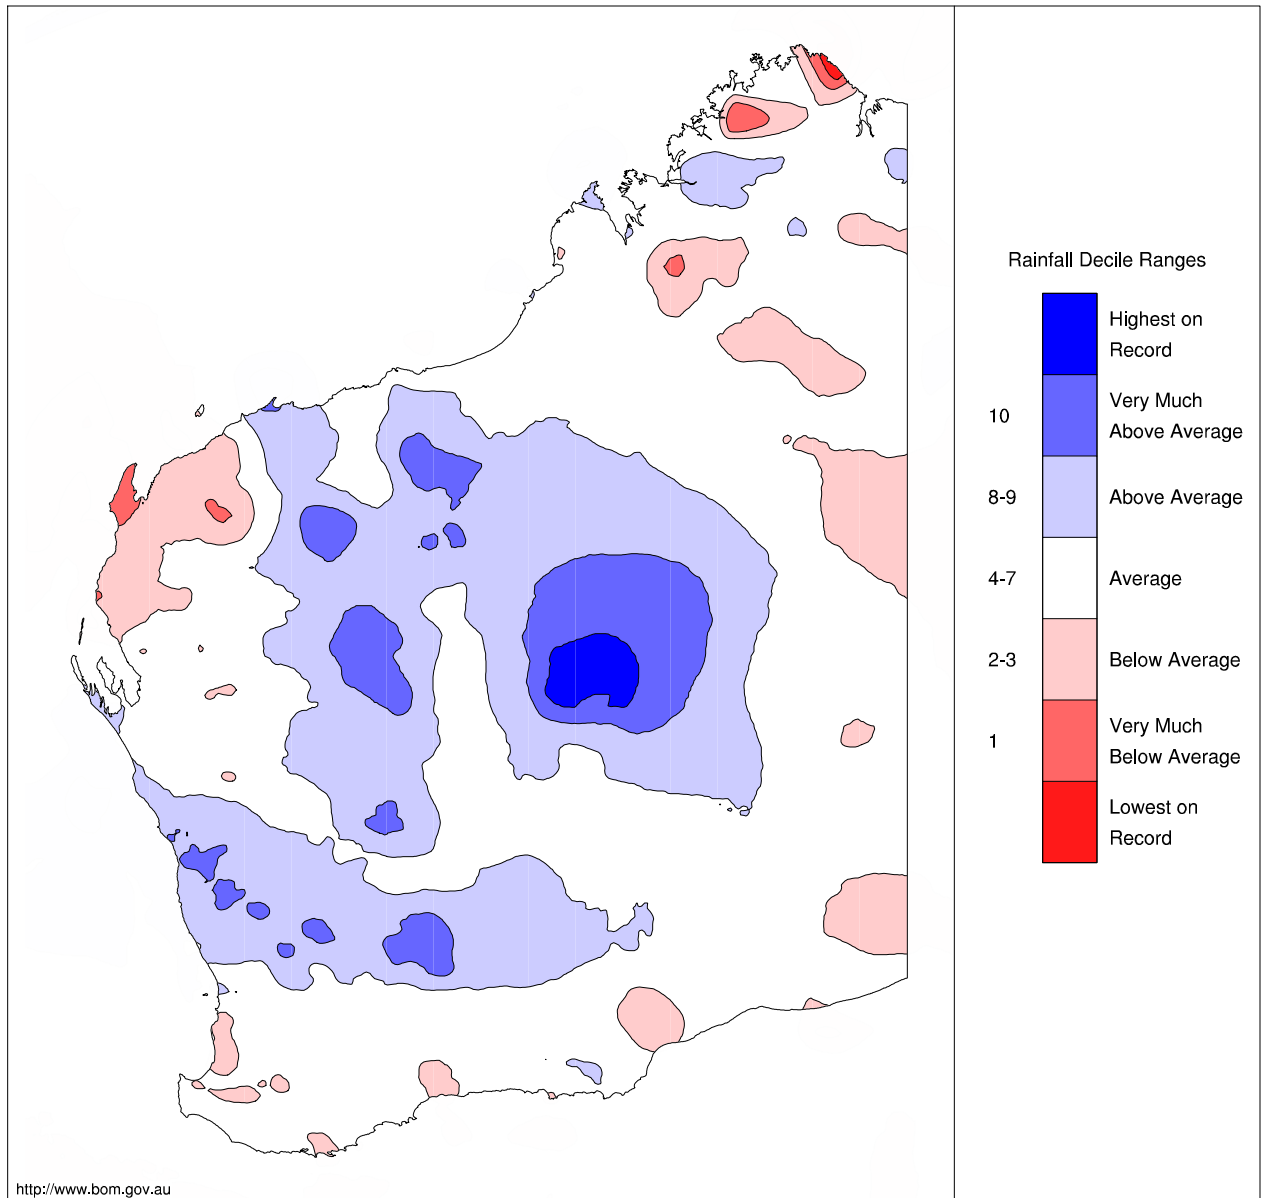 Rainfall Decile Ranges
Highest on
Record
10
Very Much
Above Average
8-9
Above Average
4-7
Average
2-3
Below Average
1
Very Much
Below Average
Lowest on
Record
http://www.bom.gov.au